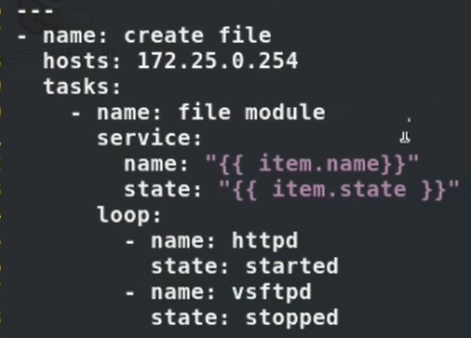 ---
- name: create file
  hosts: 172.25.0.254
  tasks:
    - name: file module
      service:
        name: "{{ item.name}}"
        state: "{{ item.state }}"
      loop:
        - name: httpd
          state: started
        - name: vsftpd
          state: stopped